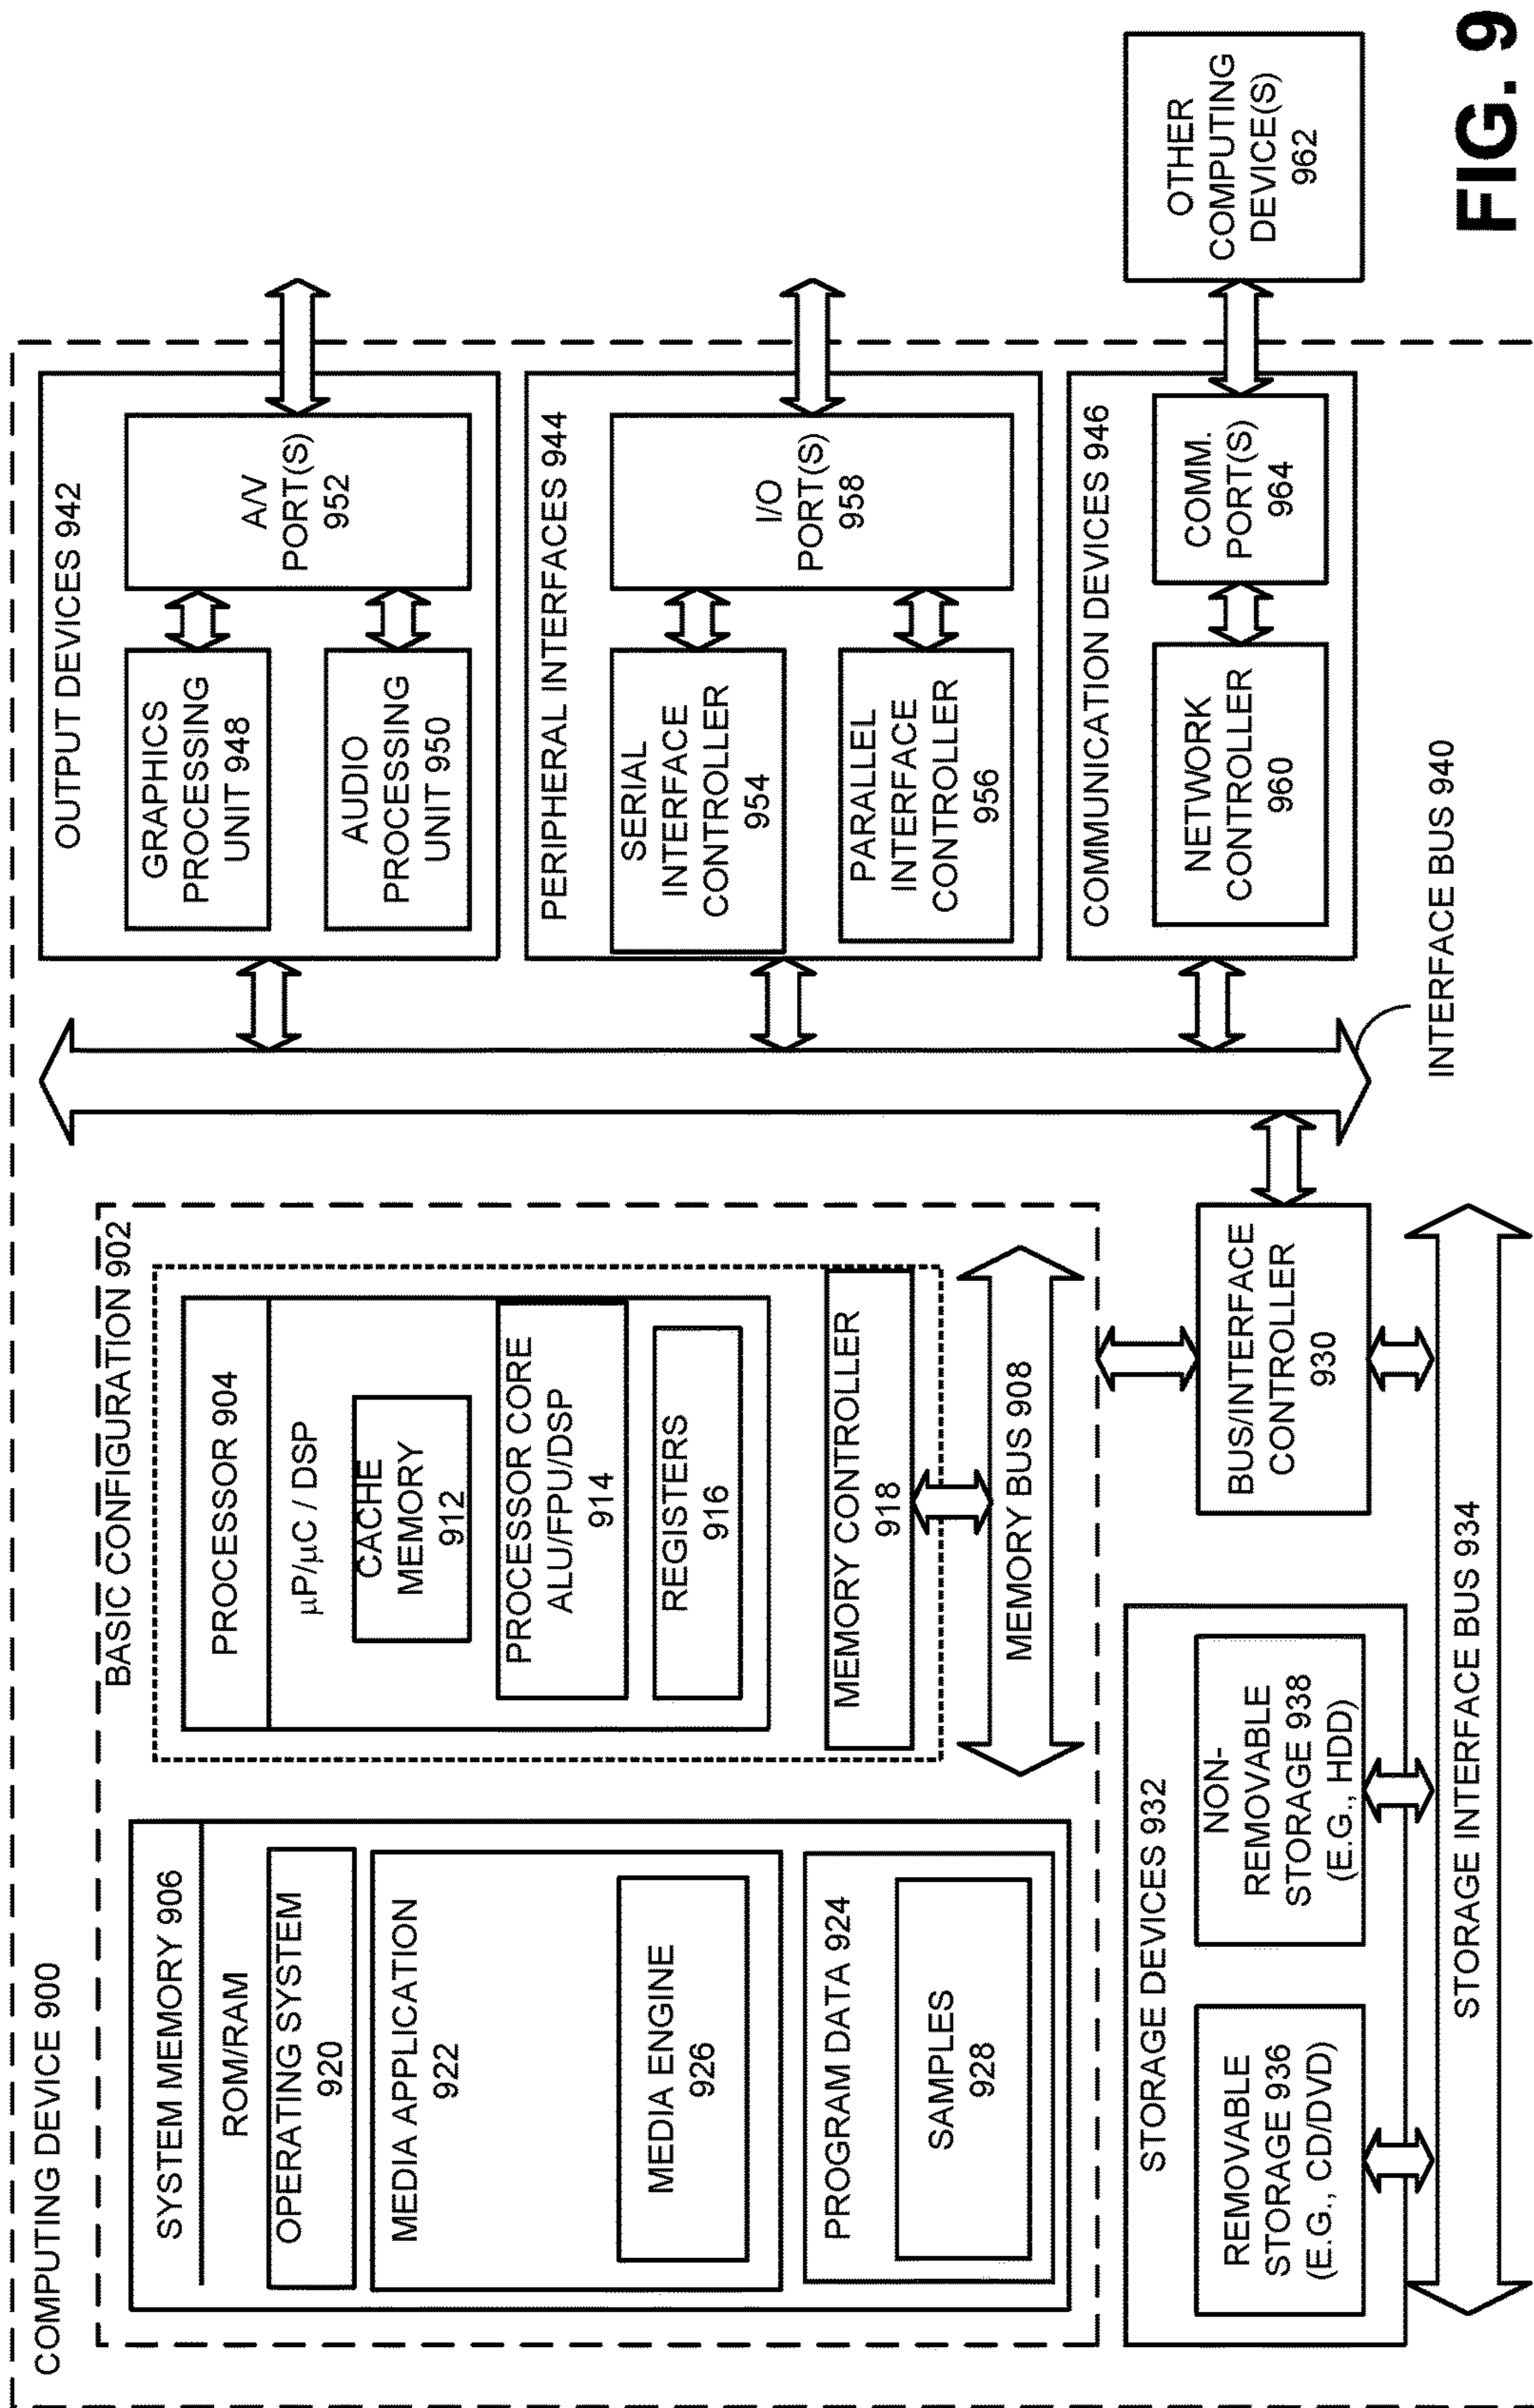 COMPUTING DEVICE 900
BASIC CONFIGURATION 902
SYSTEM MEMORY 906
ROM/RAM
OPERATING SYSTEM
920
MEDIA APPLICATION
922
MEDIA ENGINE
926
PROGRAM DATA 924
SAMPLES
928
PROCESSOR 904
µP/µC / DSP
CACHE
MEMORY
912
PROCESSOR CORE
ALU/FPU/DSP
914
REGISTERS
916
MEMORY CONTROLLER
918
MEMORY BUS 908
STORAGE DEVICES 932
REMOVABLE
STORAGE 936
(E.G., CD/DVD)
NON-
REMOVABLE
STORAGE 938
(E.G., HDD)
STORAGE INTERFACE BUS 934
BUS/INTERFACE
CONTROLLER
930
INTERFACE BUS 940
OUTPUT DEVICES 942
GRAPHICS
PROCESSING
UNIT 948
AUDIO
PROCESSING
UNIT 950
A/V
PORT(S)
952
PERIPHERAL INTERFACES 944
SERIAL
INTERFACE
CONTROLLER
954
PARALLEL
INTERFACE
CONTROLLER
956
I/O
PORT(S)
958
COMMUNICATION DEVICES 946
NETWORK
CONTROLLER
960
COMM.
PORT(S)
964
OTHER
COMPUTING
DEVICE(S)
962
FIG. 9